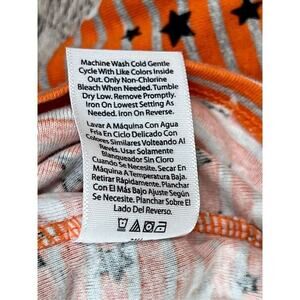 Machine Wash Cold Gentle
Cycle With Like Colors Inside
Out. Only Non-Chlorine
Bleach When Needed. Tumble
Dry Low. Remove Promptly.
Iron On Lowest Setting As
Needed. Iron On Reverse.
Lavar A Máquina Con Agua
Fría En Ciclo Delicado Con
Colores Similares Volteando Al
Revés. Usar Solamente
Blanqueador Sin Cloro
Cuando Se Necesite. Secar En
Máquina A Temperatura Baja.
Retirar Rápidamente. Planchar
Con El Más Bajo Ajuste Según
Se Necesite. Planchar En El
Lado Del Reverso.